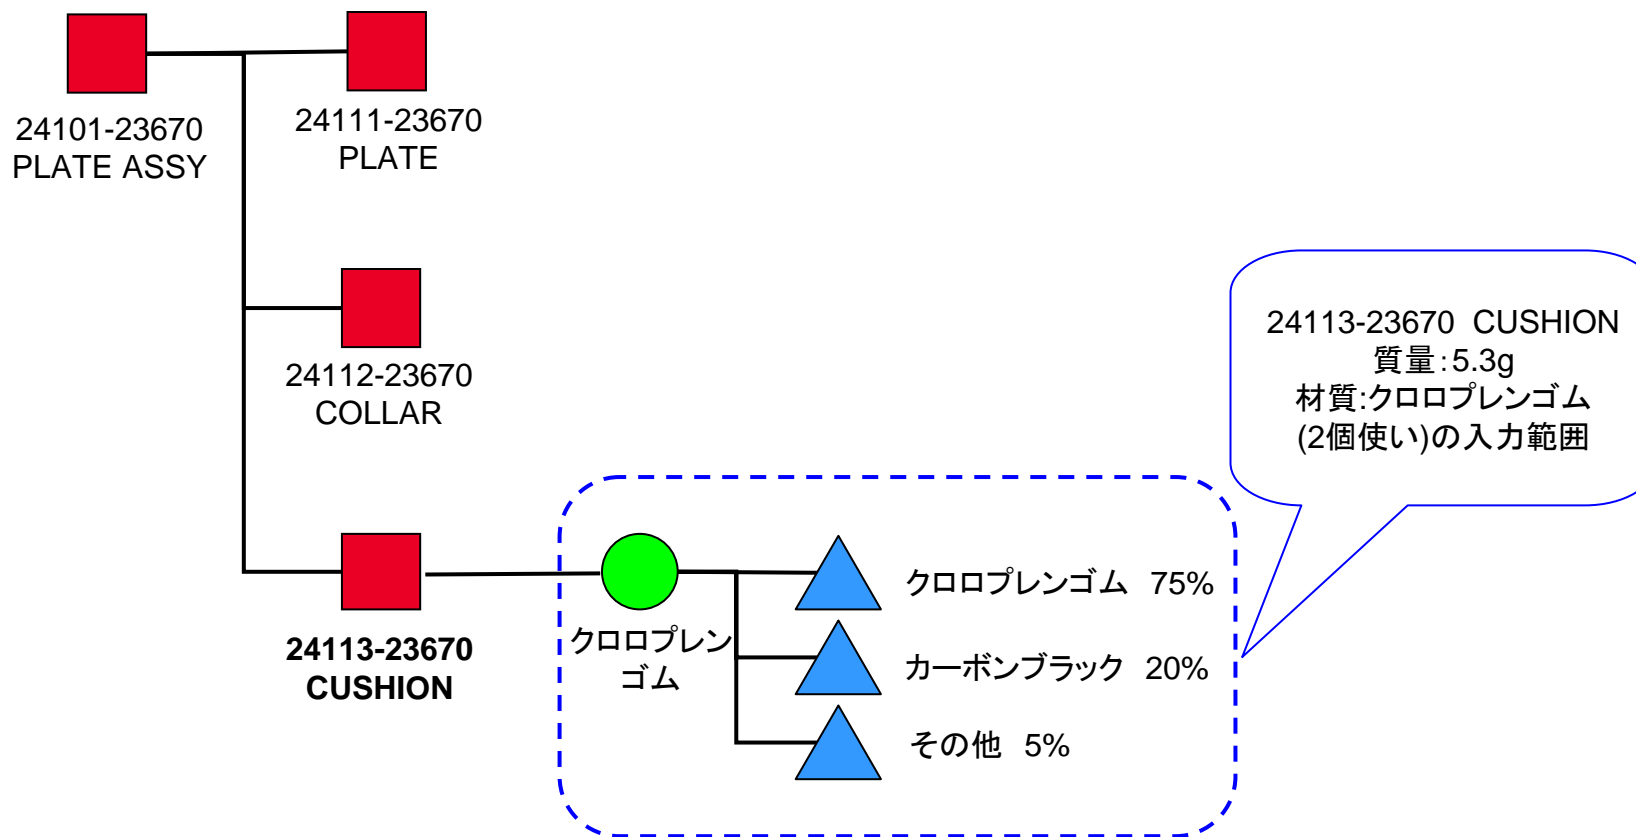 24101-23670
PLATE ASSY
24111-23670
PLATE
24112-23670
COLLAR
24113-23670 CUSHION
質量:5.3g
材質:クロロプレンゴム
(2個使い)の入力範囲
24113-23670
CUSHION
クロロプレン
ゴム
クロロプレンゴム 75%
カーボンブラック 20%
その他 5%